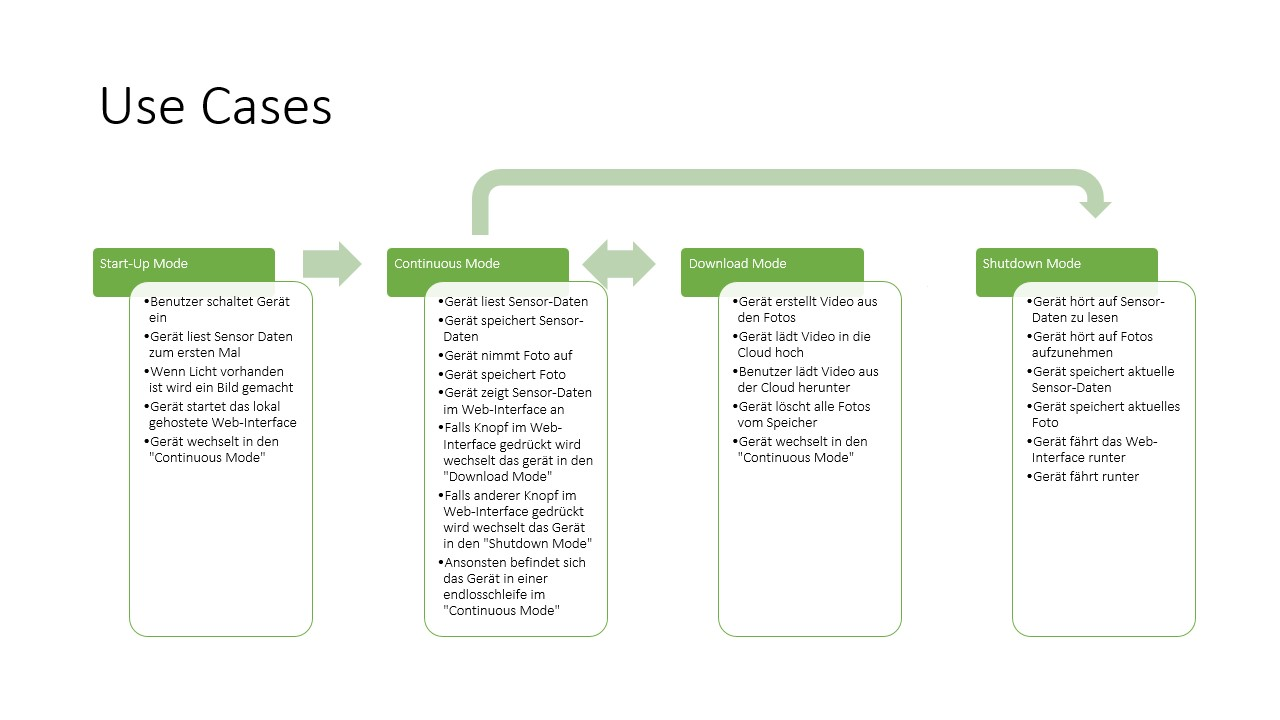 Use Cases
Start-Up Mode
•Benutzer schaltet Gerät
ein
•Gerät liest Sensor Daten
zum ersten Mal
•Wenn Licht vorhanden
ist wird ein Bild gemacht
•Gerät startet das lokal
gehostete Web-Interface
•Gerät wechselt in den
"Continuous Mode"
Continuous Mode
•Gerät liest Sensor-Daten
•Gerät speichert Sensor-
Daten
•Gerät nimmt Foto auf
•Gerät speichert Foto
•Gerät zeigt Sensor-Daten
im Web-Interface an
•Falls Knopf im Web-
Interface gedrückt wird
wechselt das gerät in den
"Download Mode"
•Falls anderer Knopf im
Web-Interface gedrückt
wird wechselt das Gerät
in den "Shutdown Mode"
•Ansonsten befindet sich
das Gerät in einer
endlosschleife im
"Continuous Mode"
Download Mode
•Gerät erstellt Video aus
den Fotos
•Gerät lädt Video in die
Cloud hoch
•Benutzer lädt Video aus
der Cloud herunter
•Gerät löscht alle Fotos
vom Speicher
•Gerät wechselt in den
"Continuous Mode"
Shutdown Mode
•Gerät hört auf Sensor-
Daten zu lesen
•Gerät hört auf Fotos
aufzunehmen
•Gerät speichert aktuelle
Sensor-Daten
•Gerät speichert aktuelles
Foto
•Gerät fährt das Web-
Interface runter
•Gerät fährt runter